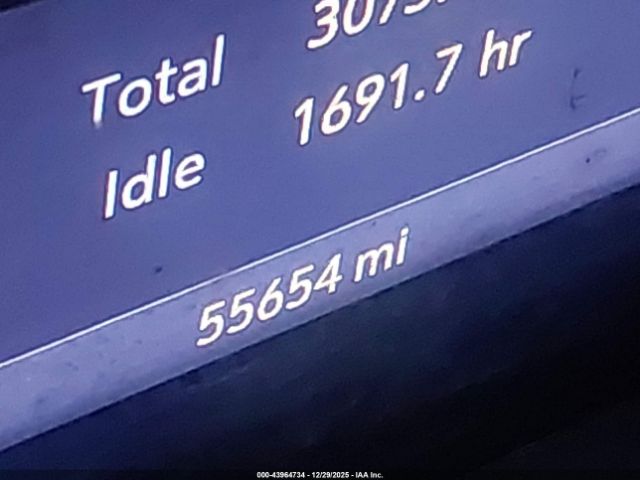 Total
1691.7 hr
Idle
55654 mi
000-43964734 - 12/29/2025 - IAA Inc.